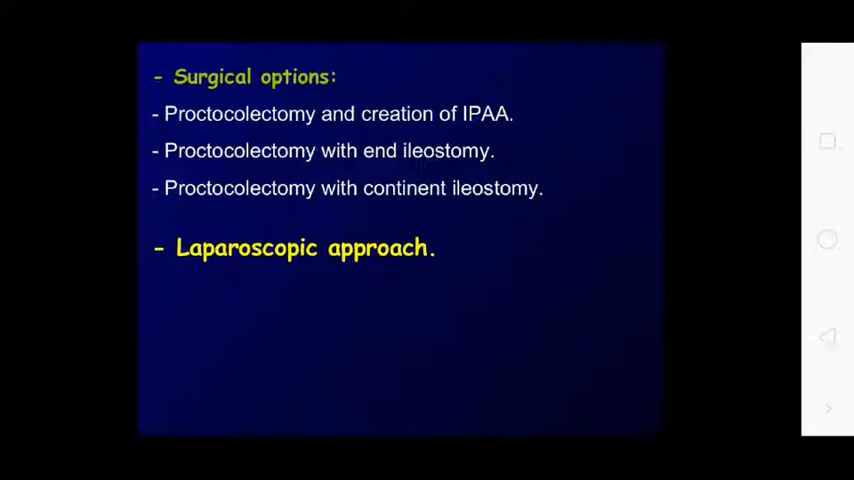 - Surgical options:
- Proctocolectomy and creation of IPAA.
- Proctocolectomy with end ileostomy.
- Proctocolectomy with continent ileostomy.
- Laparoscopic approach.